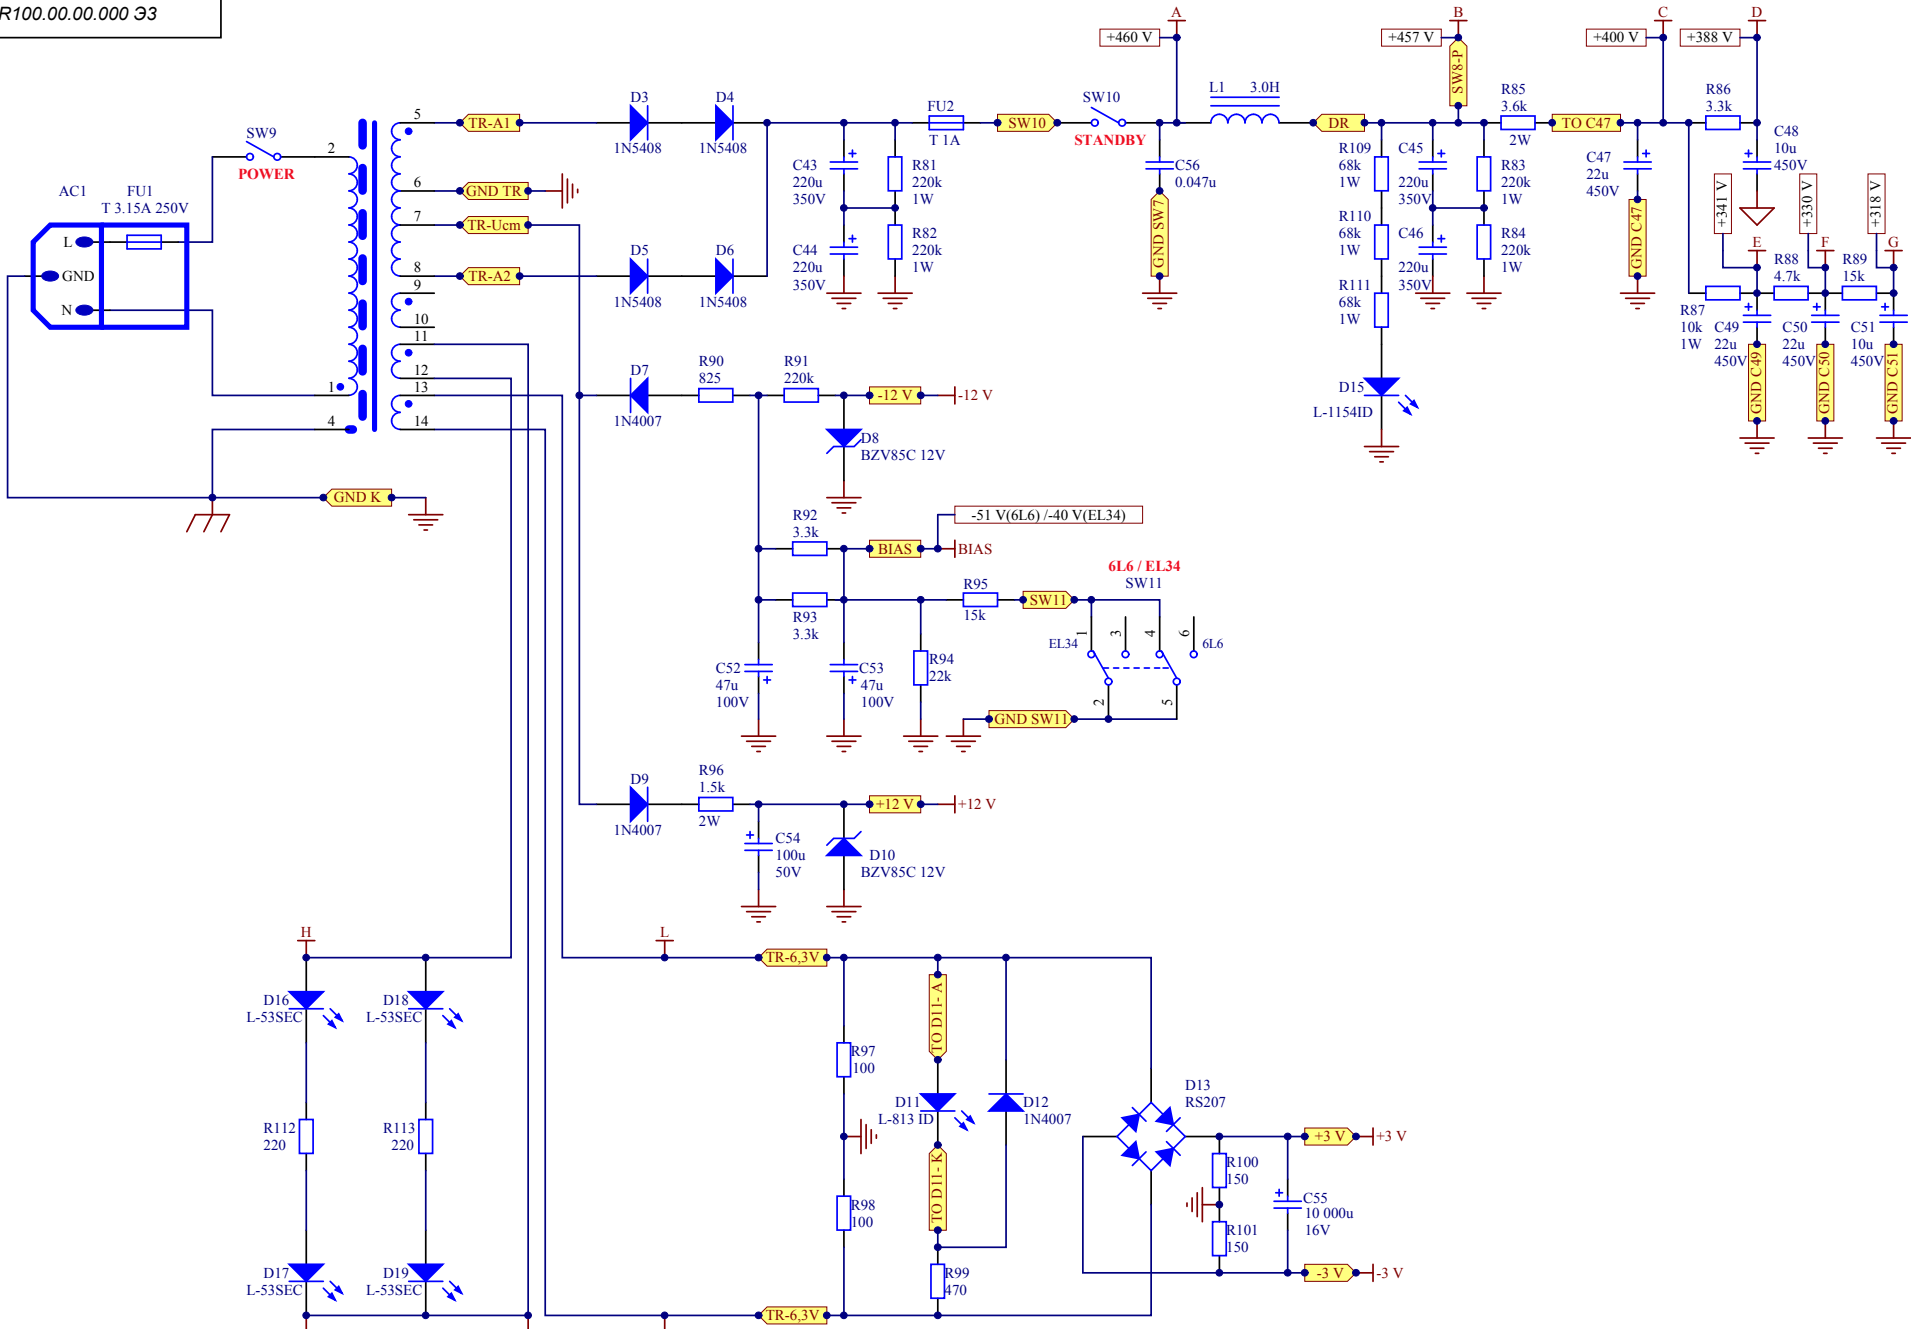 R100.00.00.000 Э3
A
B
C
D
+460 V
+457 V
+400 V
+388 V
SW8-P
L1 3.0H
R85
3.6k
2W
R86
3.3k
D3
1N5408
D4
1N5408
FU2
T 1A
SW10
SW10
STANDBY
DR
TO C47
C48
10u
450V
5
TR-A1
SW9
POWER
2
C43
220u
350V
R81
220k
1W
C56
0.047u
R109
68k
1W
C45
220u
350V
R83
220k
1W
C47
22u
450V
+341 V
+330 V
+318 V
AC1
FU1
T 3.15A 250V
6
GND TR
7
TR-Ucm
GND SW7
R110
68k
1W
GND C47
L
GND
N
8
TR-A2
D5
1N5408
D6
1N5408
C44
220u
350V
R82
220k
1W
C46
220u
350V
R84
220k
1W
E
F
G
R88
4.7k
R89
15k
9
10
11
12
13
14
R111
68k
1W
R87
10k
1W
C49
22u
450V
C50
22u
450V
C51
10u
450V
GND C49
GND C50
GND C51
1
4
D7
1N4007
R90
825
R91
220k
-12 V
-12 V
D15
L-1154ID
D8
BZV85C 12V
GND K
-51 V(6L6) /-40 V(EL34)
R92
3.3k
BIAS
BIAS
6L6 / EL34
SW11
R93
3.3k
R95
15k
SW11
1
3
4
6
EL34
6L6
C52
47u
100V
C53
47u
100V
R94
22k
2
5
GND SW11
D9
1N4007
R96
1.5k
2W
+12 V
+12 V
C54
100u
50V
D10
BZV85C 12V
H
L
TR-6,3V
D16
L-53SEC
D18
L-53SEC
TO D11- A
R97
100
D11
L-813 ID
D12
1N4007
D13
RS207
R112
220
R113
220
+3 V
+3 V
R100
150
TO D11- K
R98
100
C55
10 000u
16V
R101
150
D17
L-53SEC
D19
L-53SEC
R99
470
-3 V
-3 V
TR-6,3V